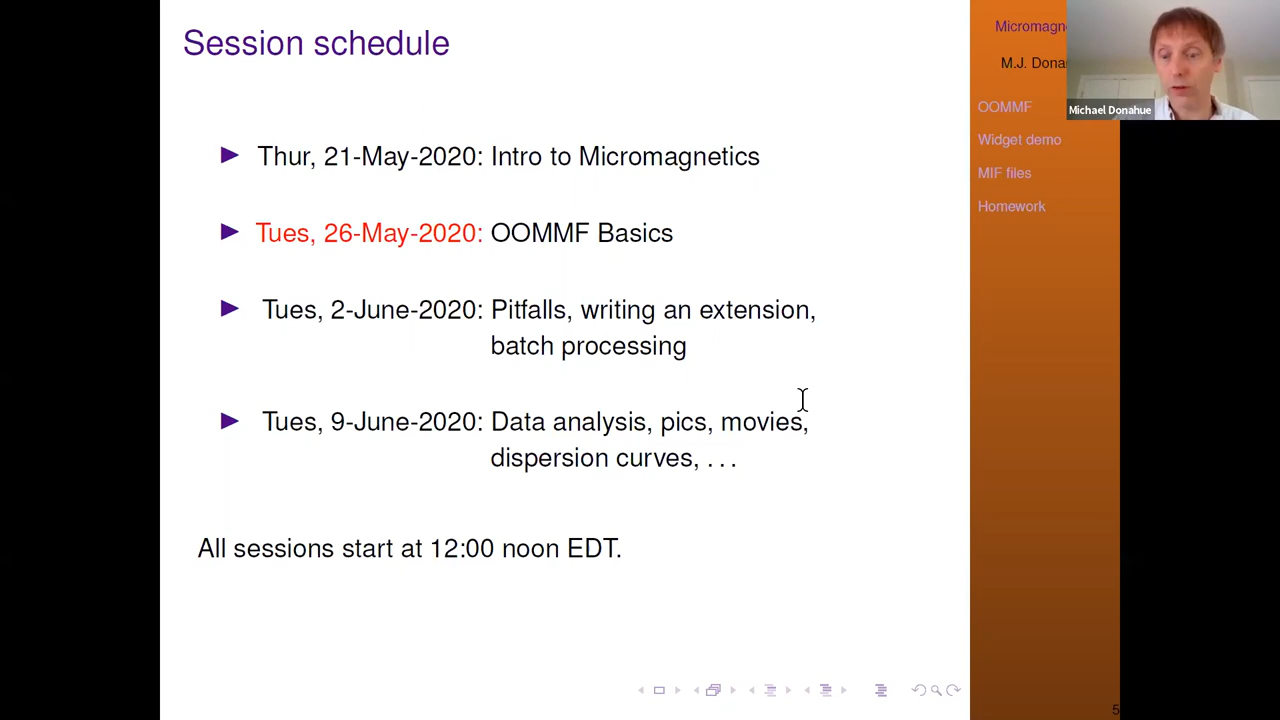 Session schedule
Thur, 21-May-2020: Intro to Micromagnetics
Tues, 26-May-2020: OOMMF Basics
Tues, 2-June-2020: Pitfalls, writing an extension,
batch processing
Tues, 9-June-2020: Data analysis, pics, movies,
dispersion curves, . . .
All sessions start at 12:00 noon EDT.
M.J.
Michael Donahue
OOMMF
Widget demo
MIF files
Homework
5